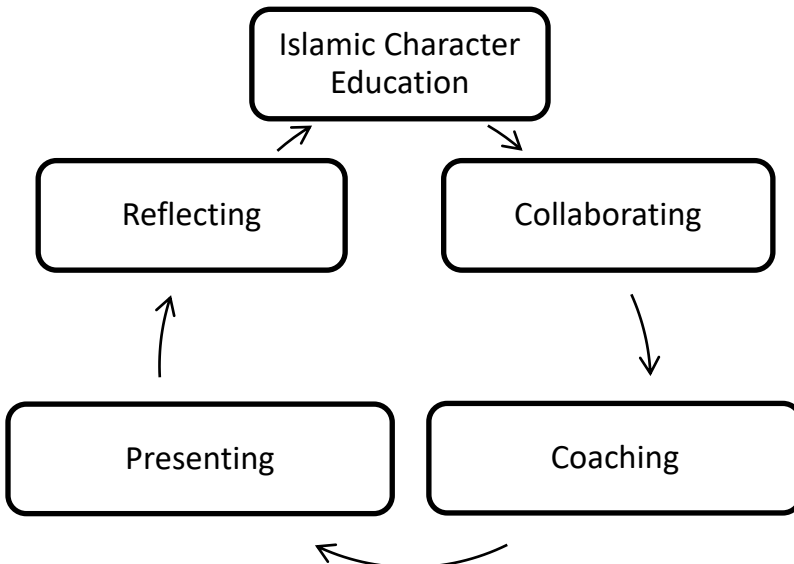 Islamic Character
Education
Reflecting
Collaborating
Presenting
Coaching